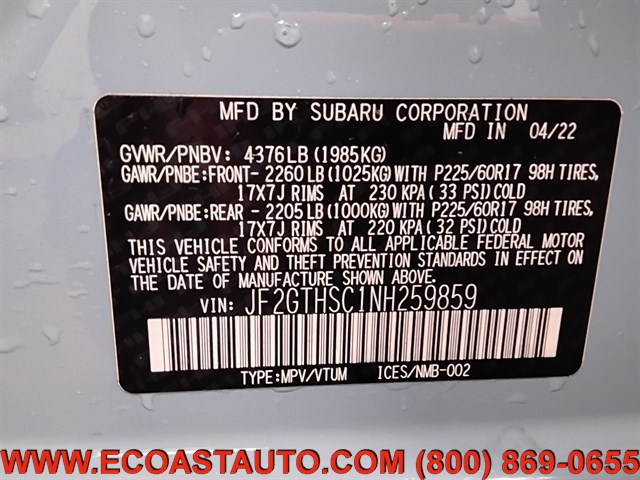 MFD BY SUBARU CORPORATION
MFD IN 04/22
GVWR/PNBV: 4376LB (1985KG)
GAWR/PNBE:FRONT- 2260LB (1025KG) WITH P225/60R17 98H TIRES,
17X7J RIMS AT 230 KPA (33 PSI) COLD
GAWR/PNBE:REAR - 2205LB (1000KG) WITH P225/60R17 98H TIRES,
17X7J RIMS AT 220 KPA (32 PSI) COLD
THIS VEHICLE CONFORMS TO ALL APPLICABLE FEDERAL MOTOR
VEHICLE SAFETY AND THEFT PREVENTION STANDARDS IN EFFECT
ON THE DATE OF MANUFACTURE SHOWN ABOVE.
VIN: JF2GTHSC1NH259859
TYPE:MPV/VTUM ICES/NMB-002
WWW.ECOASTAUTO.COM (800) 869-0655